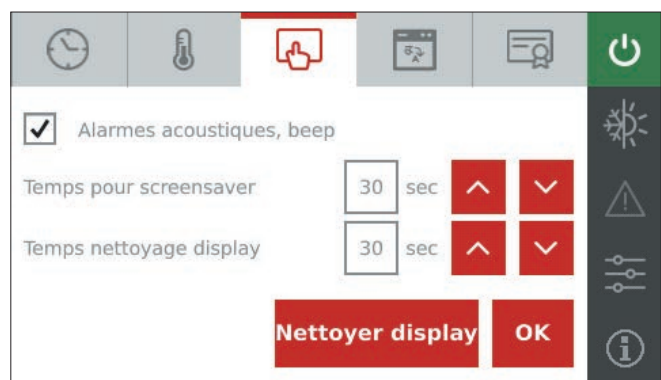 Alarmes acoustiques, beep
Temps pour screensaver 30 sec
Temps nettoyage display 30 sec
Nettoyer display OK